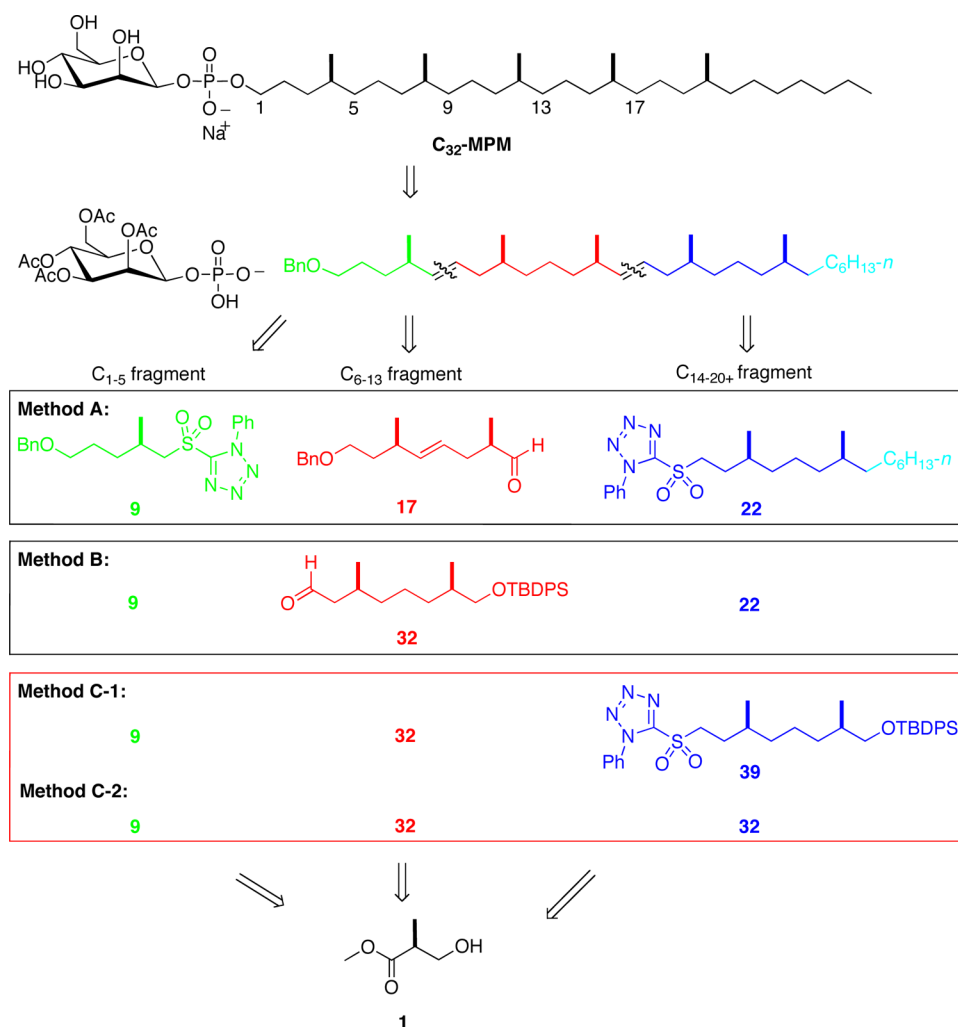 OH
OH
HO
HO
O
OH
O
O
P
O
O−
Na+
1 5 9 13 17
C32-MPM
OAc
OAc
AcO
AcO
O
O
P
O
O−
OH
BnO
C6H13-n
C1-5 fragment C6-13 fragment C14-20+ fragment
Method A:
BnO
O
O
S
Ph
N
N
N
N
9
BnO
H
O
17
N
N
N
N
Ph
S
O
O
C6H13-n
22
Method B:
9
H
O
OTBDPS
32
22
Method C-1:
9
32
N
N
N
N
Ph
S
O
O
OTBDPS
39
Method C-2:
9 32 32
O
O
OH
1